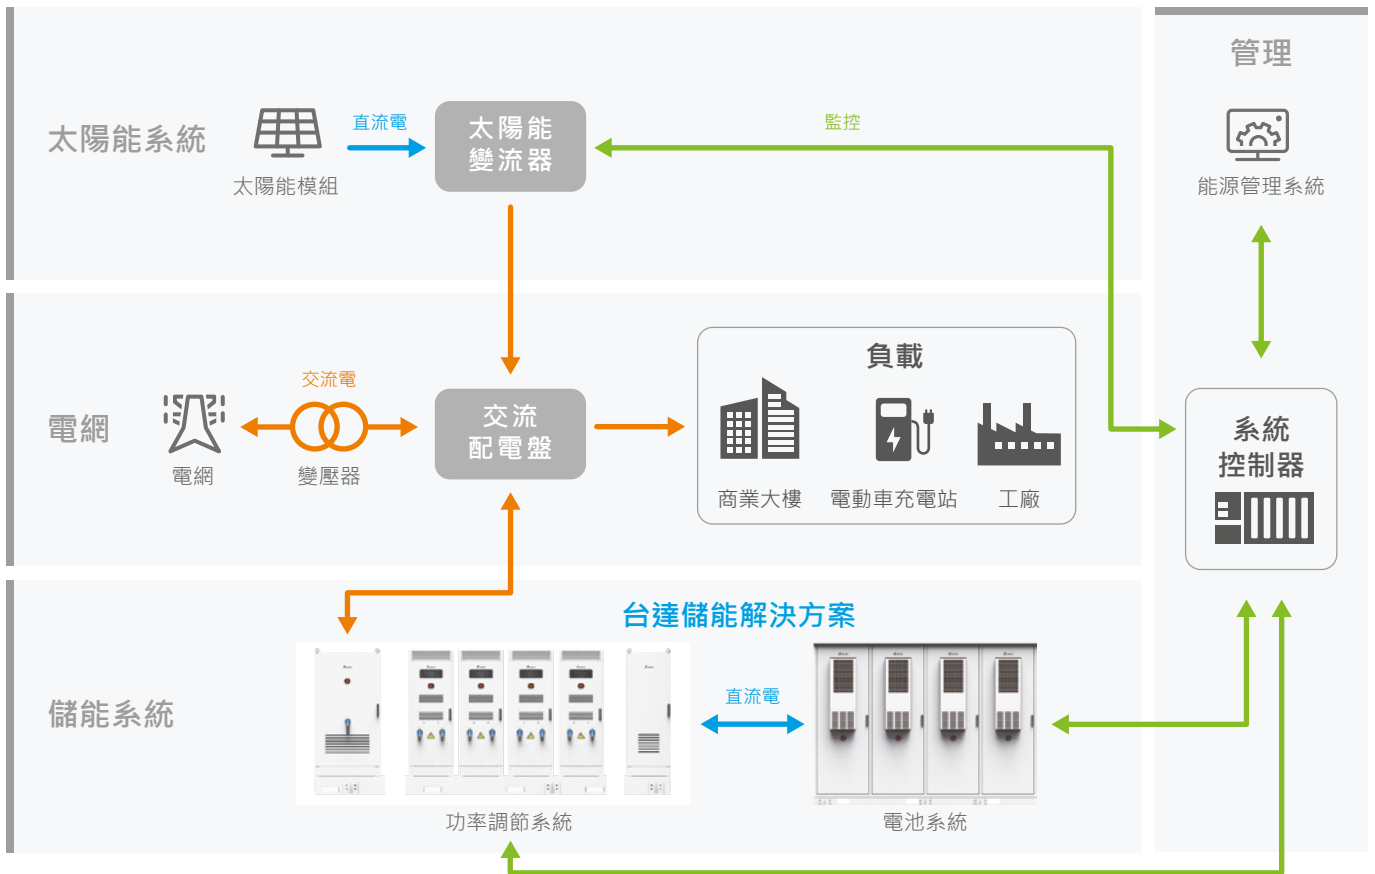 管理
太陽能系統
直流電
太陽能
變流器
監控
太陽能模組
能源管理系統
負載
電網
交流電
交流
配電盤
系統
控制器
電網
變壓器
商業大樓
電動車充電站
工廠
台達儲能解決方案
儲能系統
直流電
功率調節系統
電池系統